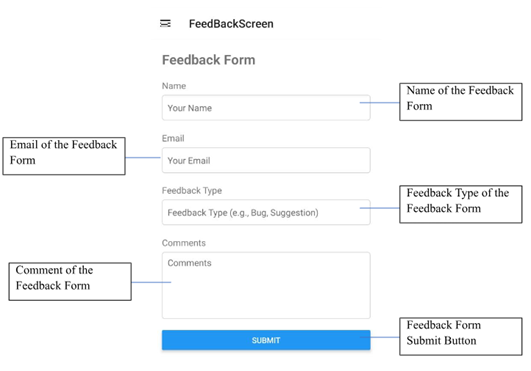 FeedBackScreen
Feedback Form
Name
Your Name
Name of the Feedback
Form
Email
Your Email
Email of the Feedback
Form
Feedback Type
Feedback Type (e.g., Bug, Suggestion)
Feedback Type of the
Feedback Form
Comments
Comments
Comment of the
Feedback Form
SUBMIT
Feedback Form
Submit Button